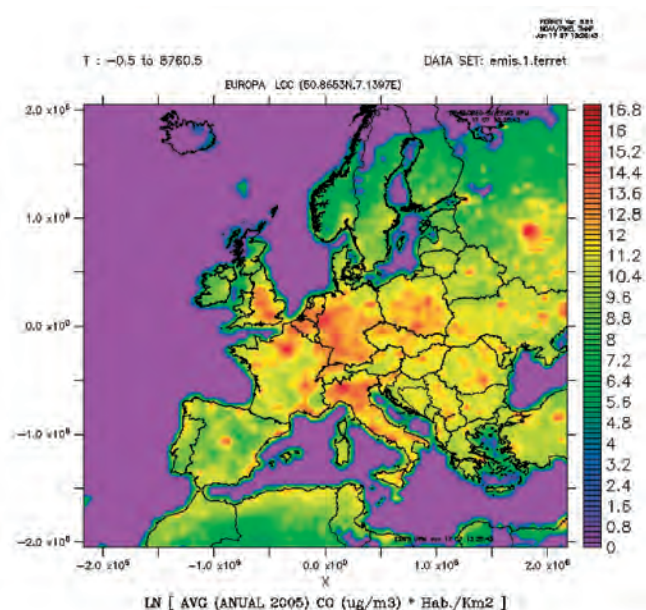 T : -0.5 to 8760.5
DATA SET: emis.1.ferret
EUROPA LCC (50.8653N,7.1397E)
2.0 x10⁶
1.0 x10⁶
0.0 x10⁰
-1.0 x10⁶
-2.0 x10⁶
-2.0 x10⁶
-1.0 x10⁶
0.0 x10⁰
1.0 x10⁶
2.0 x10⁶
X
16.8
16
15.2
14.4
13.6
12.8
12
11.2
10.4
9.6
8.8
8
7.2
6.4
5.6
4.8
4
3.2
2.4
1.6
0.8
0
LN [ AVG (ANUAL 2005) CO (ug/m3) * Hab./Km2 ]